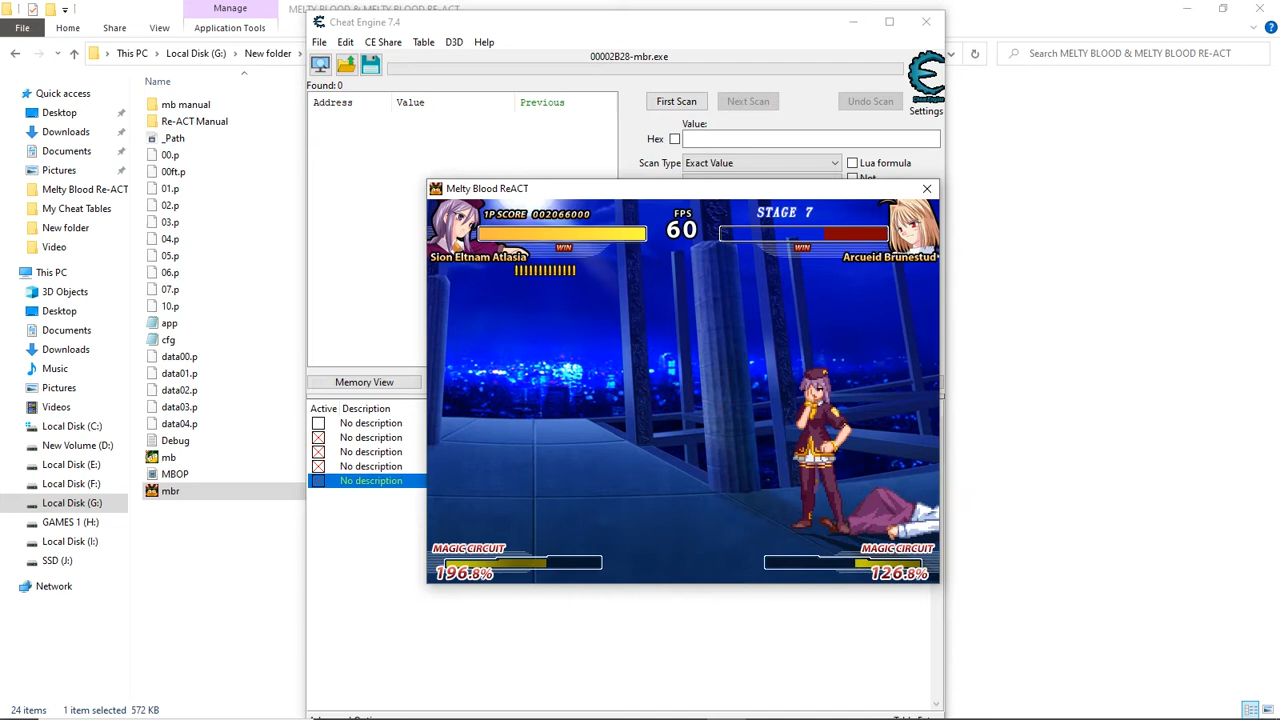 Manage
MELTY BLOOD & MELTY BLOOD RE-ACT
File
Home
Share
View
Application Tools
This PC
Local Disk (G:)
New folder
Search MELTY BLOOD & MELTY BLOOD RE-ACT
Quick access
Desktop
Downloads
Documents
Pictures
Melty Blood Re-ACT
My Cheat Tables
New folder
Video
This PC
3D Objects
Desktop
Documents
Downloads
Music
Pictures
Videos
Local Disk (C:)
New Volume (D:)
Local Disk (E:)
Local Disk (F:)
Local Disk (G:)
GAMES 1 (H:)
Local Disk (I:)
SSD (J:)
Network
Name
mb manual
Re-ACT Manual
_Path
00.p
00ft.p
01.p
02.p
03.p
04.p
05.p
06.p
07.p
10.p
app
cfg
data00.p
data01.p
data02.p
data03.p
data04.p
Debug
mb
MBOP
mbr
24 items
1 item selected 572 KB
Cheat Engine 7.4
File
Edit
CE Share
Table
D3D
Help
00002B28-mbr.exe
Found: 0
Address
Value
Previous
First Scan
Next Scan
Undo Scan
Settings
Value:
Hex
Scan Type
Exact Value
Lua formula
Not
Memory View
Active
Description
No description
No description
No description
No description
No description
Melty Blood ReACT
1P SCORE 002066000
FPS
60
STAGE 7
WIN
WIN
Sion Eltnam Atlasia
Arcueid Brunestud
MAGIC CIRCUIT
196.8%
MAGIC CIRCUIT
126.8%